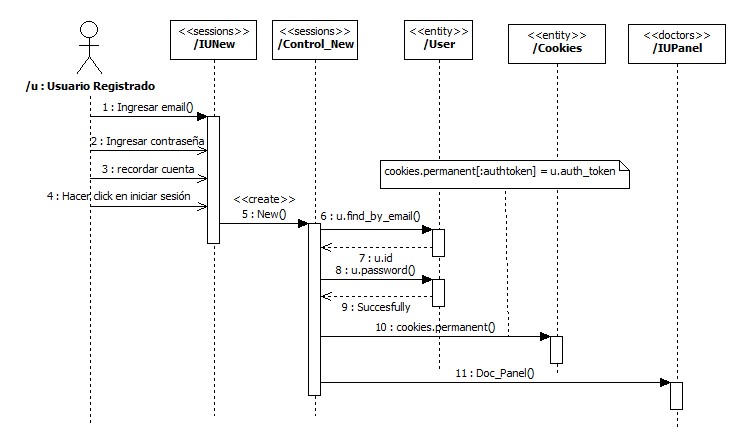 <<sessions>>
/IUNew
<<sessions>>
/Control_New
<<entity>>
/User
<<entity>>
/Cookies
<<doctors>>
/IUPanel
/u : Usuario Registrado
1 : Ingresar email()
2 : Ingresar contraseña
3 : recordar cuenta
4 : Hacer click en iniciar sesión
cookies.permanent[:authtoken] = u.auth_token
<<create>>
5 : New()
6 : u.find_by_email()
7 : u.id
8 : u.password()
9 : Succesfully
10 : cookies.permanent()
11 : Doc_Panel()